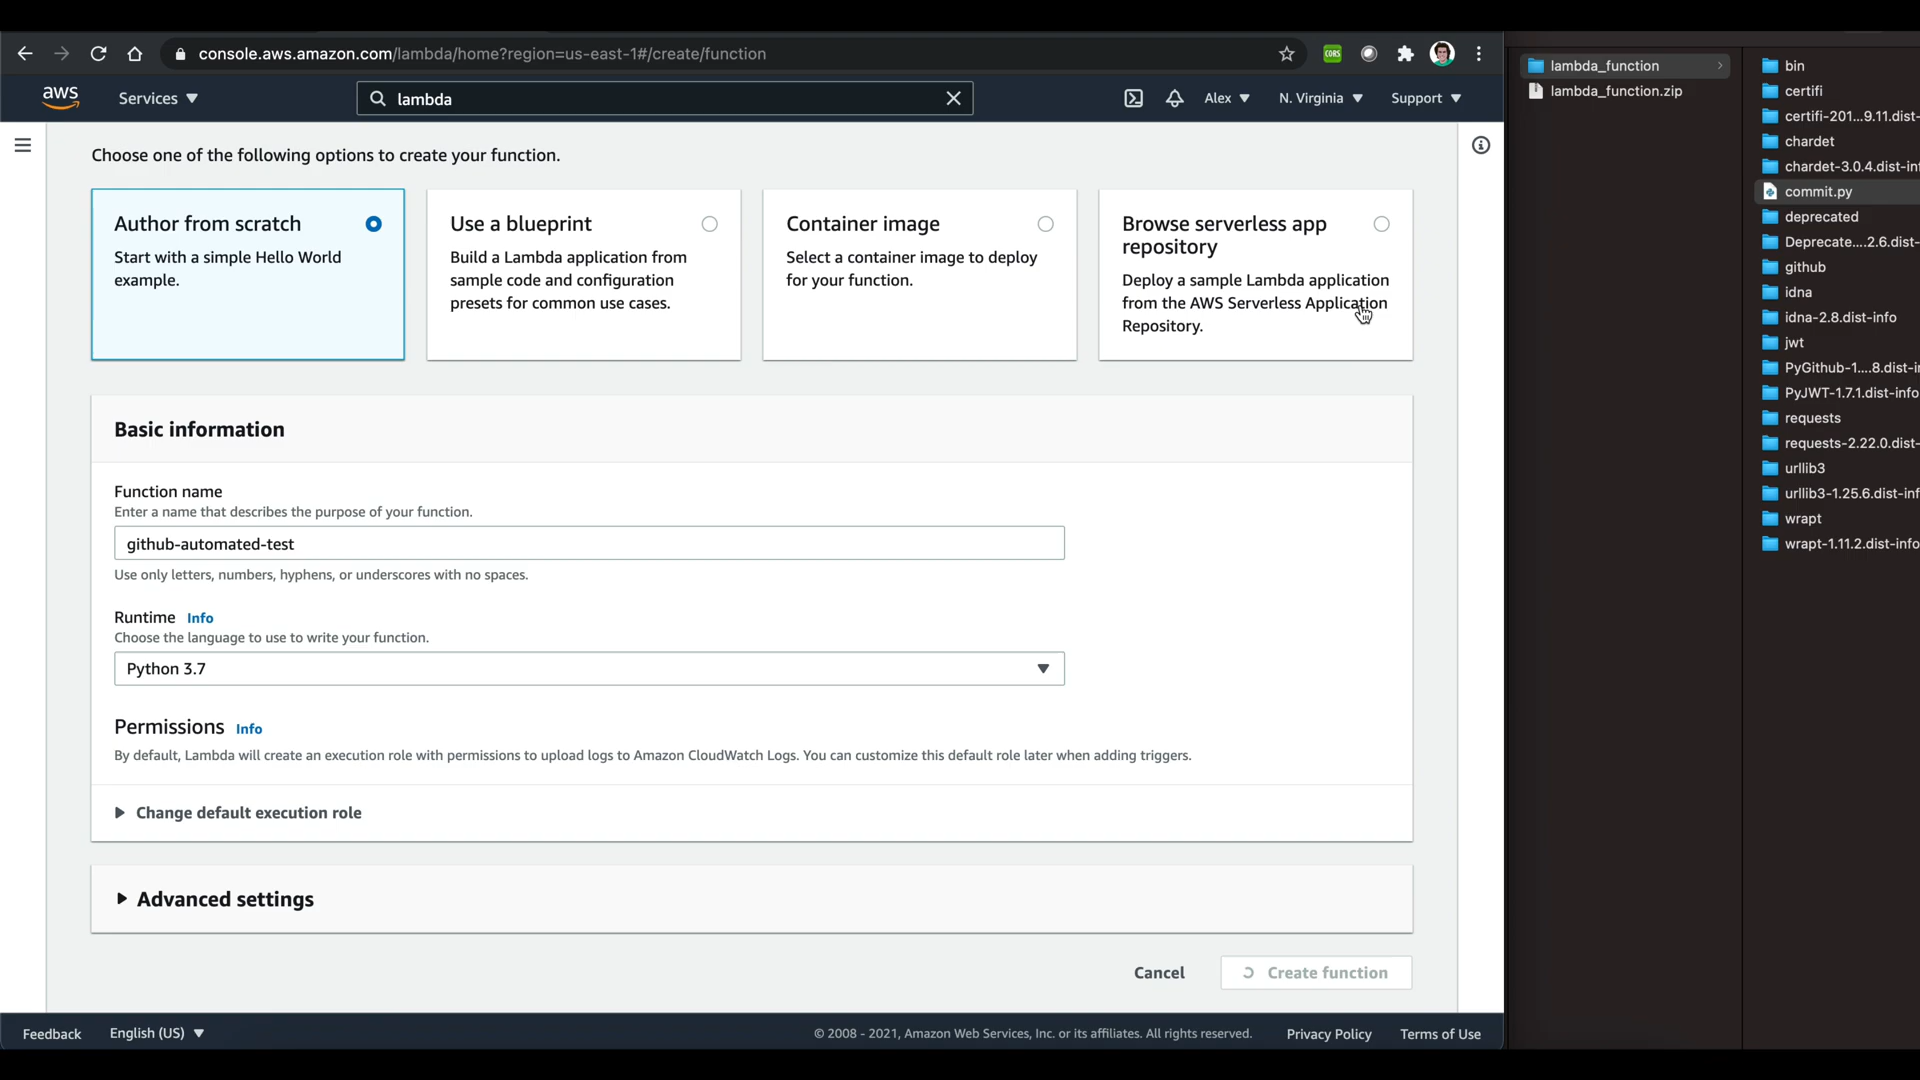 console.aws.amazon.com/lambda/home?region=us-east-1#/create/function
CORS
aws
Services
lambda
Alex
N. Virginia
Support
Choose one of the following options to create your function.
Author from scratch
Start with a simple Hello World
example.
Use a blueprint
Build a Lambda application from
sample code and configuration
presets for common use cases.
Container image
Select a container image to deploy
for your function.
Browse serverless app
repository
Deploy a sample Lambda application
from the AWS Serverless Application
Repository.
Basic information
Function name
Enter a name that describes the purpose of your function.
github-automated-test
Use only letters, numbers, hyphens, or underscores with no spaces.
Runtime Info
Choose the language to use to write your function.
Python 3.7
Permissions Info
By default, Lambda will create an execution role with permissions to upload logs to Amazon CloudWatch Logs. You can customize this default role later when adding triggers.
Change default execution role
Advanced settings
Cancel
Create function
Feedback
English (US)
© 2008 - 2021, Amazon Web Services, Inc. or its affiliates. All rights reserved.
Privacy Policy
Terms of Use
lambda_function
lambda_function.zip
bin
certifi
certifi-201...9.11.dist-
chardet
chardet-3.0.4.dist-inf
commit.py
deprecated
Deprecate....2.6.dist-
github
idna
idna-2.8.dist-info
jwt
PyGithub-1....8.dist-i
PyJWT-1.7.1.dist-info
requests
requests-2.22.0.dist-
urllib3
urllib3-1.25.6.dist-inf
wrapt
wrapt-1.11.2.dist-info